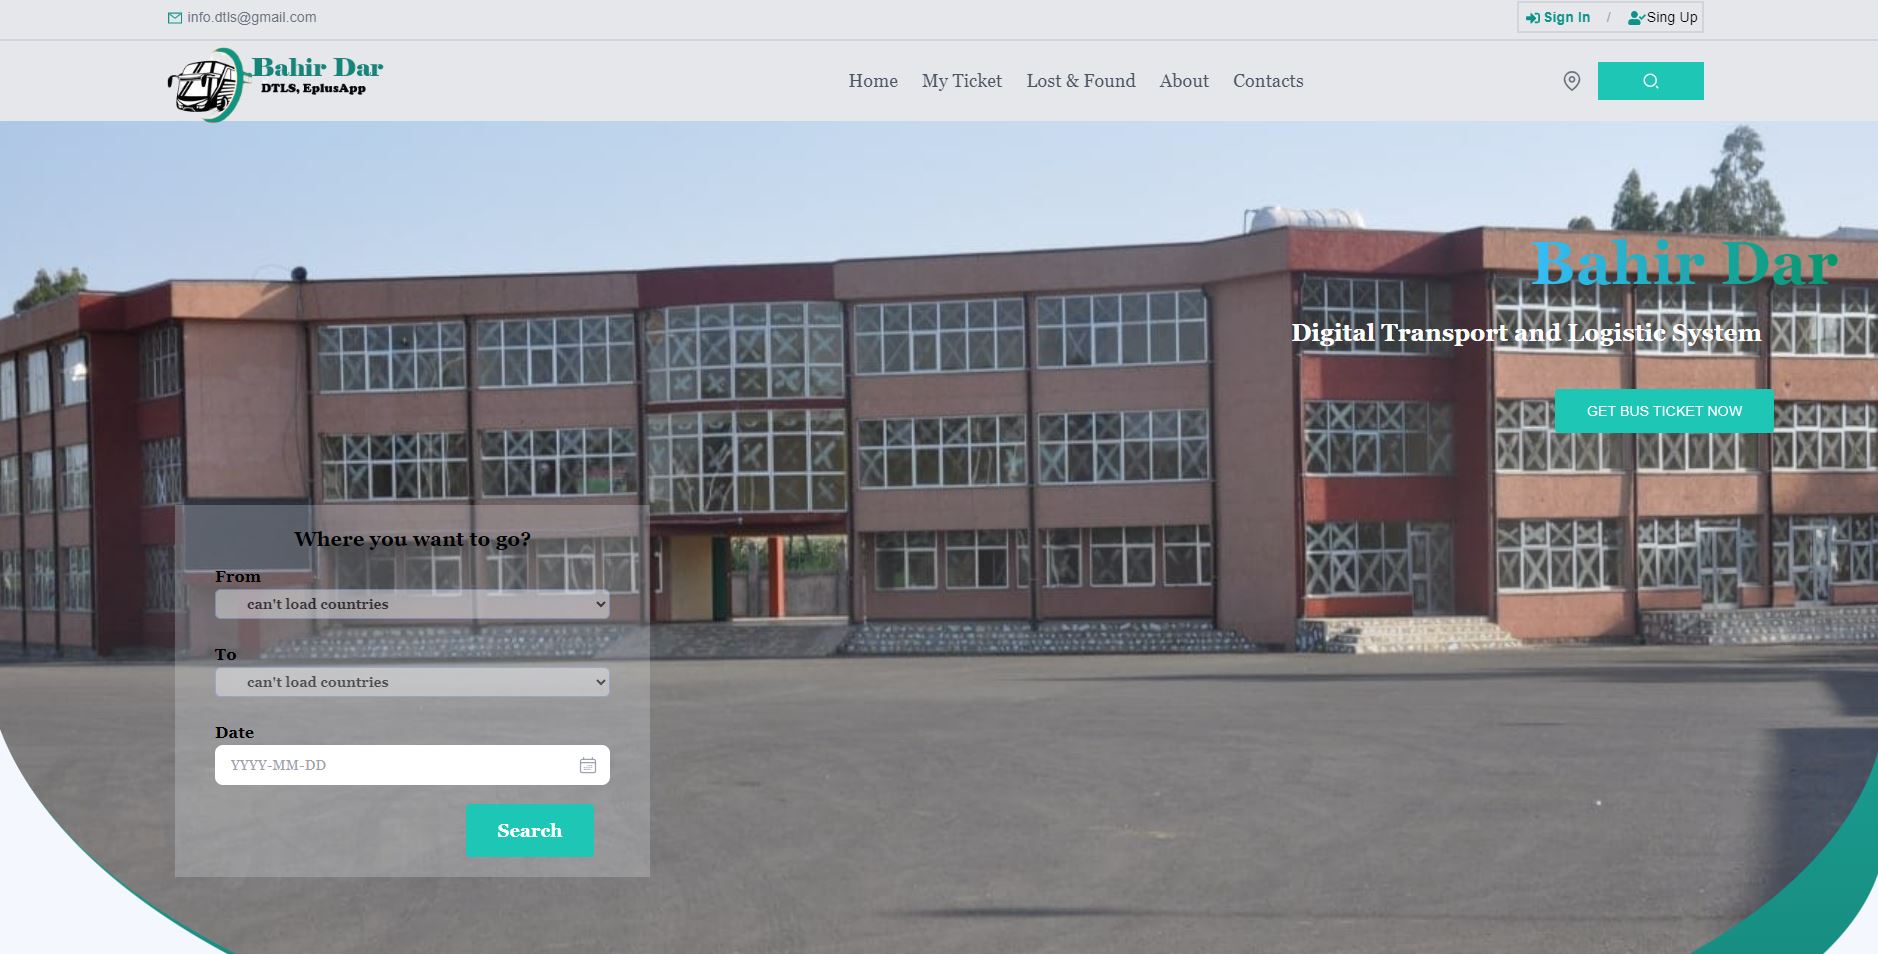 info.dtls@gmail.com
Sign In / Sing Up
Bahir Dar
DTLS, EplusApp
Home My Ticket Lost & Found About Contacts
Bahir Dar
Digital Transport and Logistic System
GET BUS TICKET NOW
Where you want to go?
From
can't load countries
To
can't load countries
Date
YYYY-MM-DD
Search